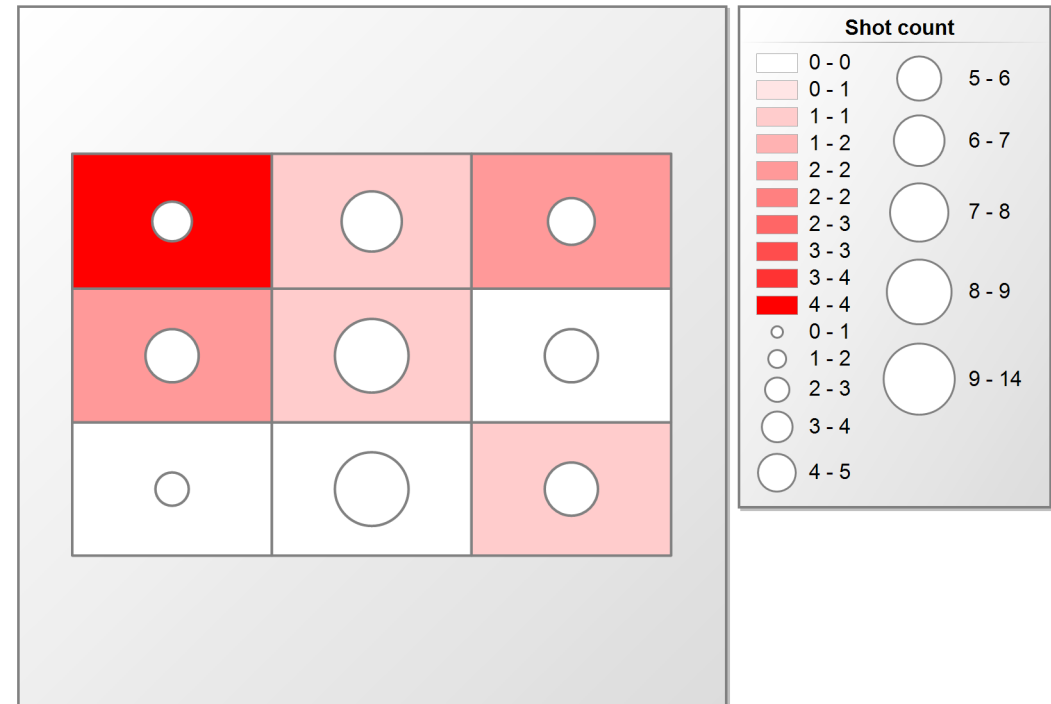 Shot count
0 - 0
0 - 1
1 - 1
1 - 2
2 - 2
2 - 2
2 - 3
3 - 3
3 - 4
4 - 4
0 - 1
1 - 2
2 - 3
3 - 4
4 - 5
5 - 6
6 - 7
7 - 8
8 - 9
9 - 14